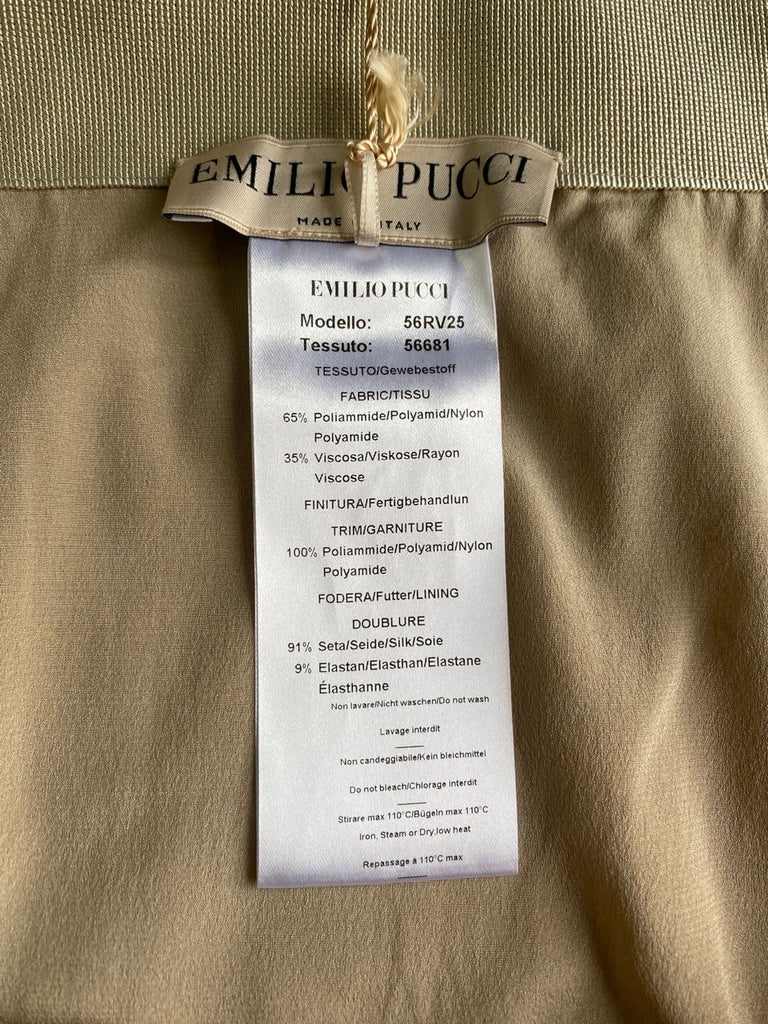 EMILIO PUCCI
MADE ITALY
EMILIO PUCCI
Modello: 56RV25
Tessuto: 56681
TESSUTO/Gewebestoff
FABRIC/TISSU
65% Poliammide/Polyamid/Nylon
Polyamide
35% Viscosa/Viskose/Rayon
Viscose
FINITURA/Fertigbehandlun
TRIM/GARNITURE
100% Poliammide/Polyamid/Nylon
Polyamide
FODERA/Futter/LINING
DOUBLURE
91% Seta/Seide/Silk/Soie
9% Elastan/Elasthan/Elastane
Élasthanne
Non lavare/Nicht waschen/Do not wash
Lavage interdit
Non candeggiabile/Kein bleichmittel
Do not bleach/Chlorage interdit
Stirare max 110°C/Bügeln max 110°C
Iron, Steam or Dry,low heat
Repassage à 110°C max